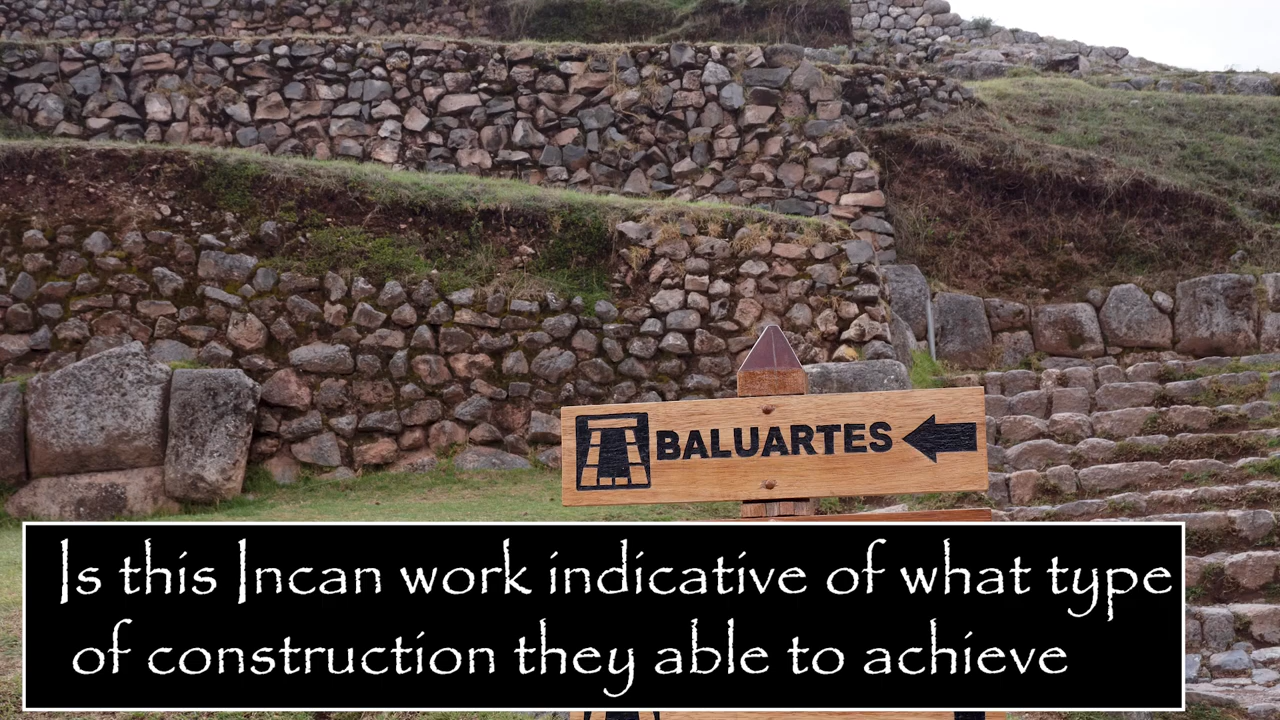 BALUARTES
Is this Incan work indicative of what type
of construction they able to achieve